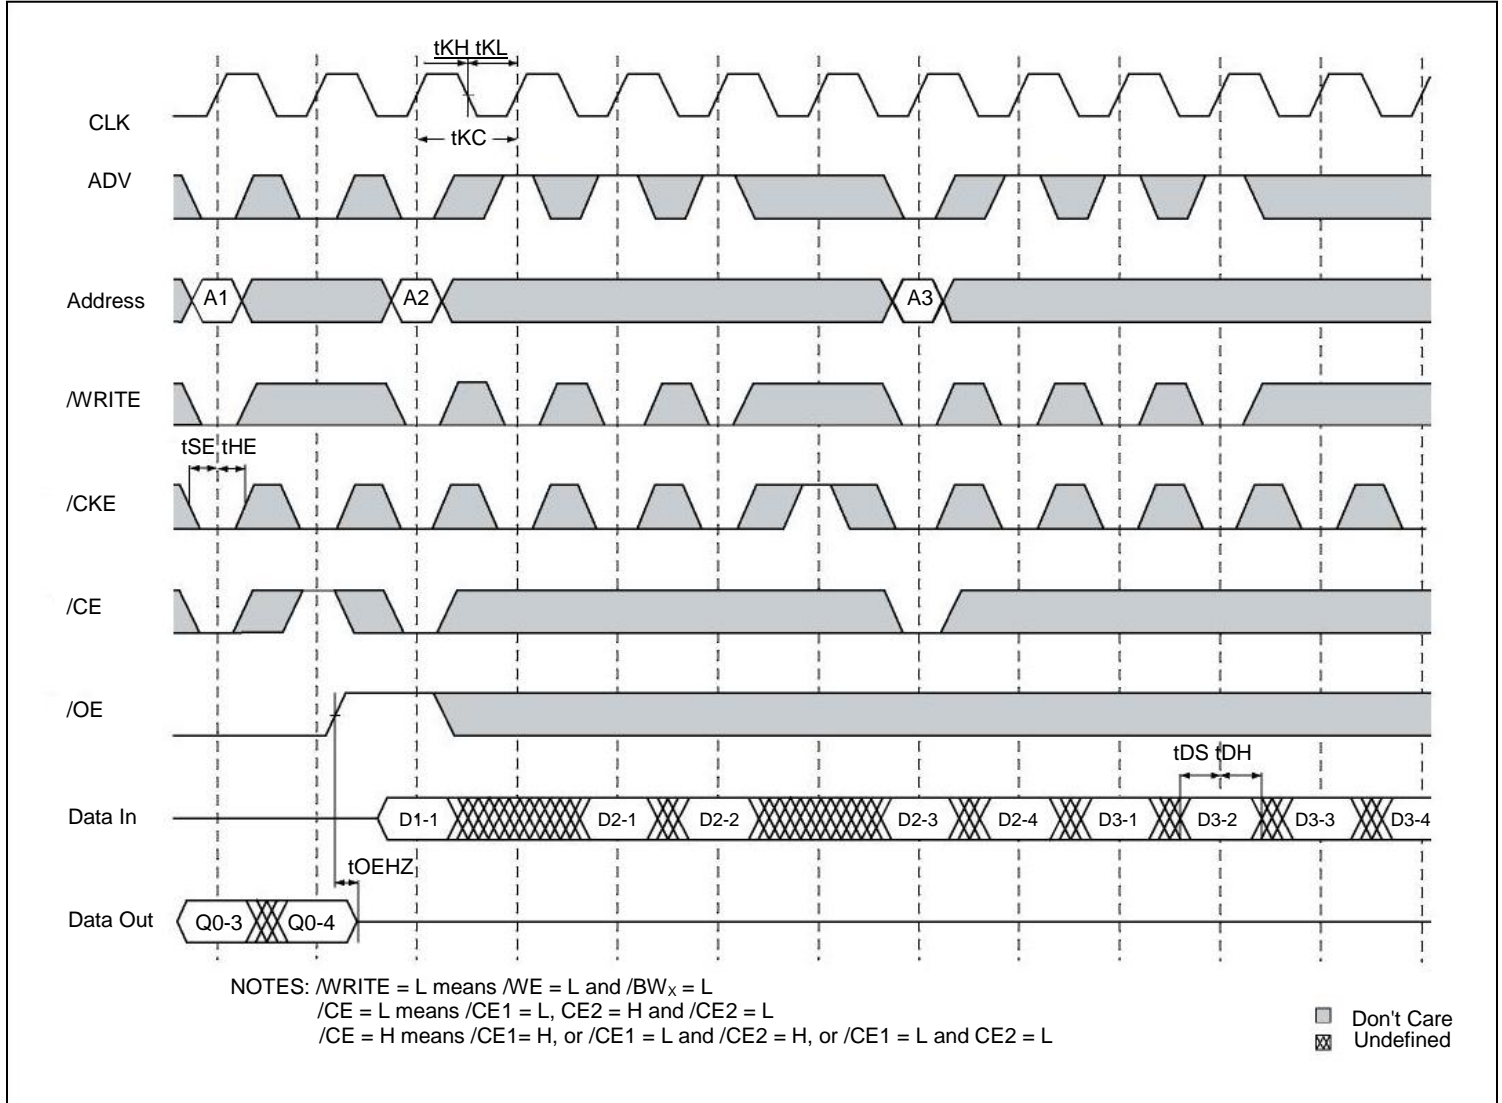 tKH tKL
CLK
tKC
ADV
Address A1 A2 A3
/WRITE
tSE tHE
/CKE
/CE
/OE
tDS tDH
Data In D1-1 D2-1 D2-2 D2-3 D2-4 D3-1 D3-2 D3-3 D3-4
tOEHZ
Data Out Q0-3 Q0-4
NOTES: /WRITE = L means /WE = L and /BWX = L
/CE = L means /CE1 = L, CE2 = H and /CE2 = L
/CE = H means /CE1= H, or /CE1 = L and /CE2 = H, or /CE1 = L and CE2 = L
Don't Care
Undefined